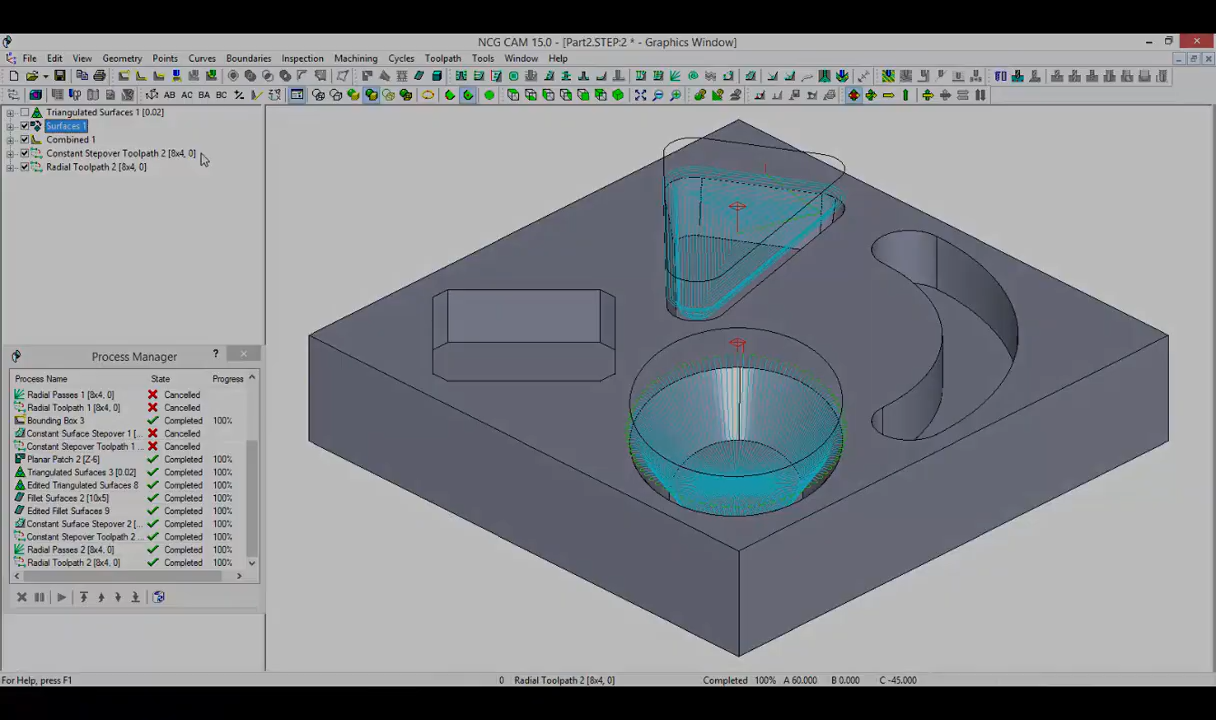 NCG CAM 15.0 - [Part2.STEP:2 * - Graphics Window]
File Edit View Geometry Points Curves Boundaries Inspection Machining Cycles Toolpath Tools Window Help
AB AC BA BC
Triangulated Surfaces 1 [0.02]
Surfaces 1
Combined 1
Constant Stepover Toolpath 2 [8x4, 0]
Radial Toolpath 2 [8x4, 0]
Process Manager
Process Name State Progress
Radial Passes 1 [8x4, 0] Cancelled
Radial Toolpath 1 [8x4, 0] Cancelled
Bounding Box 3 Completed 100%
Constant Surface Stepover 1 [... Cancelled
Constant Stepover Toolpath 1 ... Cancelled
Planar Patch 2 [Z-6] Completed 100%
Triangulated Surfaces 3 [0.02] Completed 100%
Edited Triangulated Surfaces 8 Completed 100%
Fillet Surfaces 2 [10x5] Completed 100%
Edited Fillet Surfaces 9 Completed 100%
Constant Surface Stepover 2 [... Completed 100%
Constant Stepover Toolpath 2 ... Completed 100%
Radial Passes 2 [8x4, 0] Completed 100%
Radial Toolpath 2 [8x4, 0] Completed 100%
For Help, press F1 0 Radial Toolpath 2 [8x4, 0] Completed 100% A 60.000 B 0.000 C -45.000